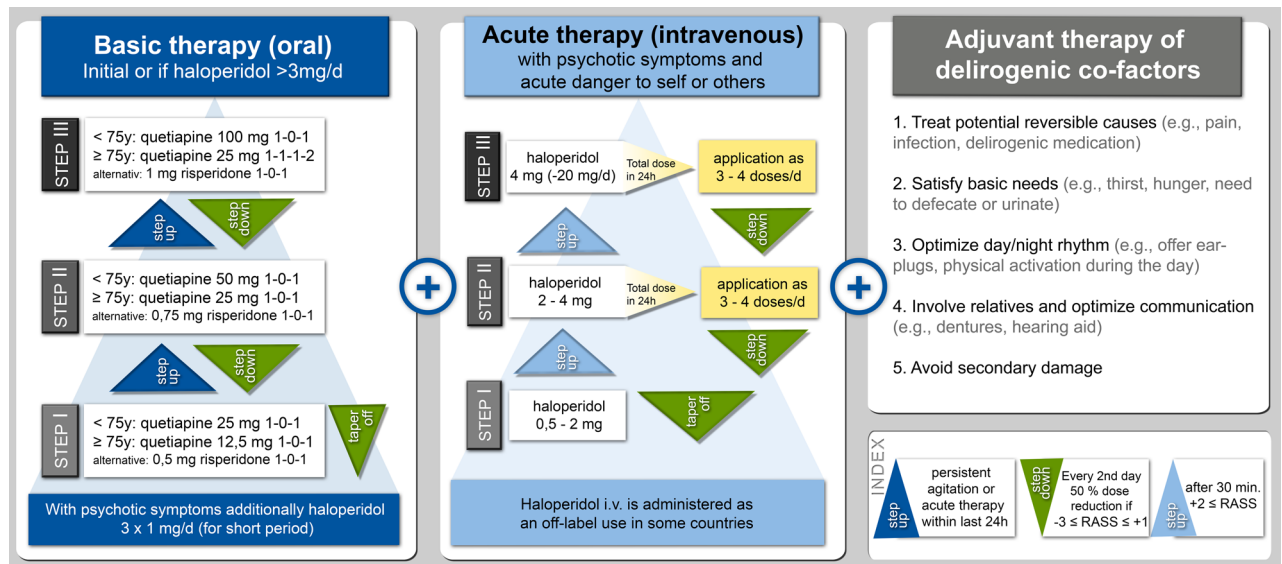 Basic therapy (oral)
Initial or if haloperidol >3mg/d
STEP III
< 75y: quetiapine 100 mg 1-0-1
≥ 75y: quetiapine 25 mg 1-1-1-2
alternativ: 1 mg risperidone 1-0-1
step up
step down
STEP II
< 75y: quetiapine 50 mg 1-0-1
≥ 75y: quetiapine 25 mg 1-0-1
alternative: 0,75 mg risperidone 1-0-1
step up
step down
STEP I
< 75y: quetiapine 25 mg 1-0-1
≥ 75y: quetiapine 12,5 mg 1-0-1
alternative: 0,5 mg risperidone 1-0-1
taper off
With psychotic symptoms additionally haloperidol
3 x 1 mg/d (for short period)
+
Acute therapy (intravenous)
with psychotic symptoms and
acute danger to self or others
STEP III
haloperidol
4 mg (-20 mg/d)
Total dose
in 24h
application as
3 - 4 doses/d
step up
step down
STEP II
haloperidol
2 - 4 mg
Total dose
in 24h
application as
3 - 4 doses/d
step up
step down
STEP I
haloperidol
0,5 - 2 mg
taper off
Haloperidol i.v. is administered as
an off-label use in some countries
+
Adjuvant therapy of
delirogenic co-factors
1. Treat potential reversible causes (e.g., pain,
infection, delirogenic medication)
2. Satisfy basic needs (e.g., thirst, hunger, need
to defecate or urinate)
3. Optimize day/night rhythm (e.g., offer ear-
plugs, physical activation during the day)
4. Involve relatives and optimize communication
(e.g., dentures, hearing aid)
5. Avoid secondary damage
INDEX
step up
persistent
agitation or
acute therapy
within last 24h
step down
Every 2nd day
50 % dose
reduction if
-3 ≤ RASS ≤ +1
step up
after 30 min.
+2 ≤ RASS